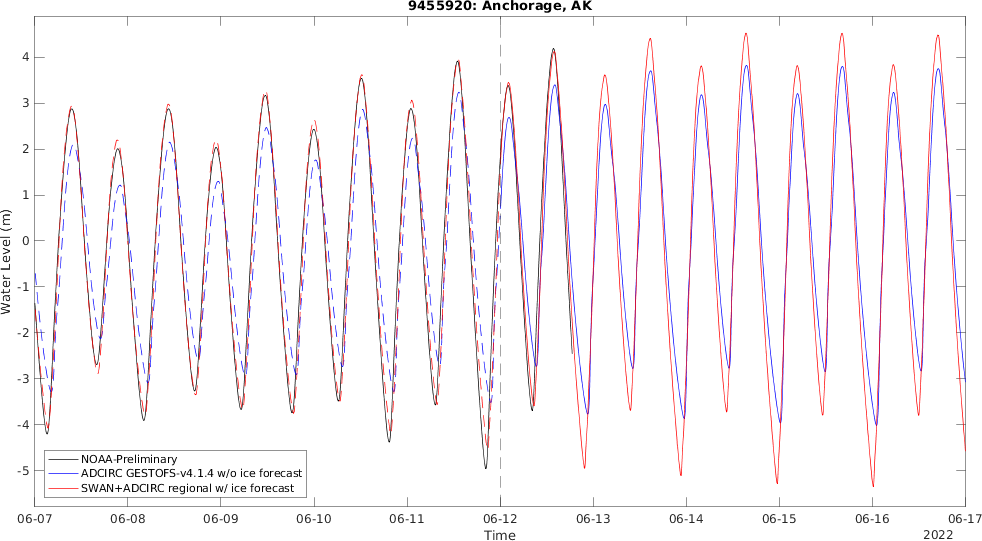 9455920: Anchorage, AK
Water Level (m)
4
3
2
1
0
-1
-2
-3
-4
-5
NOAA-Preliminary
ADCIRC GESTOFS-v4.1.4 w/o ice forecast
SWAN+ADCIRC regional w/ ice forecast
06-07 06-08 06-09 06-10 06-11 06-12 06-13 06-14 06-15 06-16 06-17
Time
2022